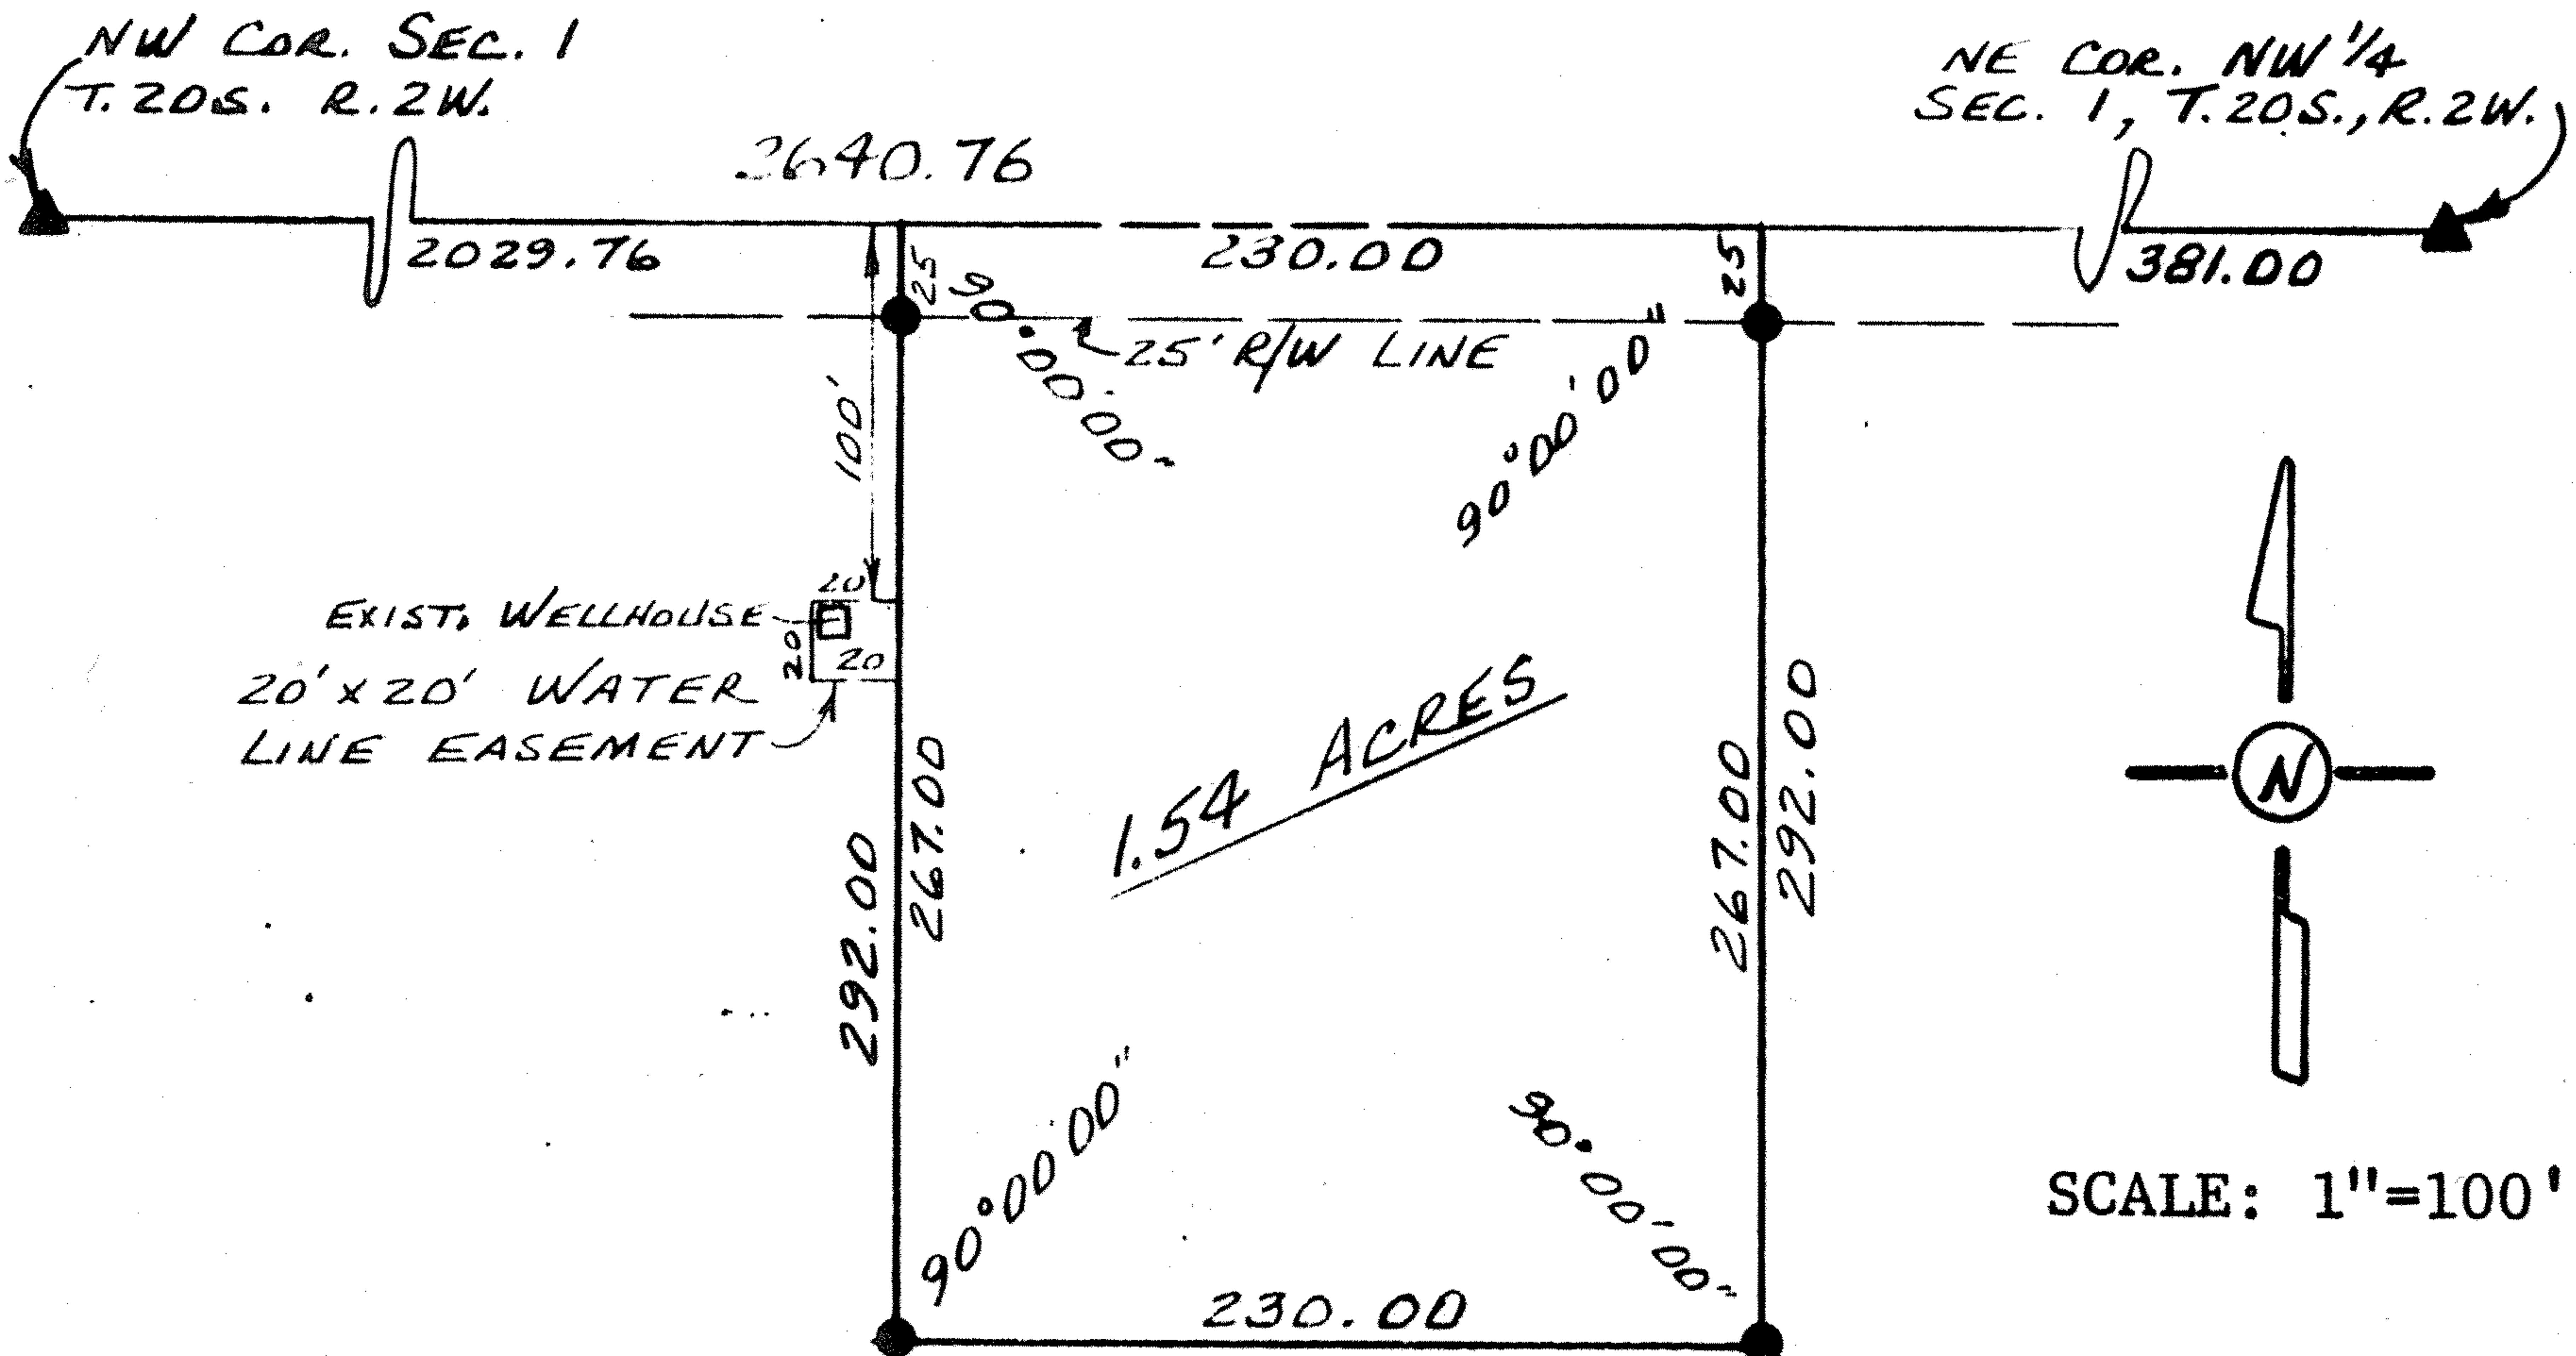 NW COR. SEC. 1
T. 20S. R. 2W.
NE COR. NW 1/4
SEC. 1, T. 20S., R. 2W.
2640.76
2029.76
230.00
381.00
25
25
90°00'00"
25' R/W LINE
90°00'00"
100'
20
EXIST. WELLHOUSE
20
20
20' x 20' WATER
LINE EASEMENT
1.54 ACRES
292.00
267.00
267.00
292.00
N
90°00'00"
90°00'00"
SCALE: 1"=100'
230.00